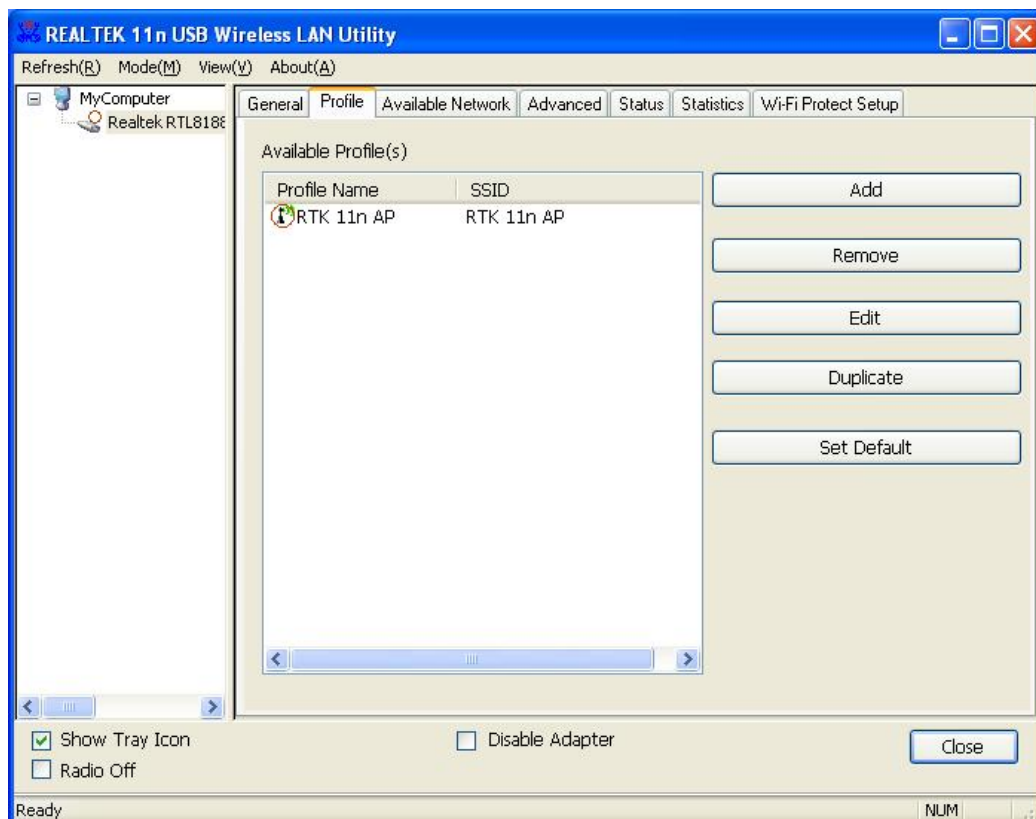 REALTEK 11n USB Wireless LAN Utility
Refresh(R) Mode(M) View(V) About(A)
MyComputer
Realtek RTL8188
General Profile Available Network Advanced Status Statistics Wi-Fi Protect Setup
Available Profile(s)
Profile Name SSID
RTK 11n AP RTK 11n AP
Add
Remove
Edit
Duplicate
Set Default
Show Tray Icon
Radio Off
Disable Adapter
Close
Ready
NUM